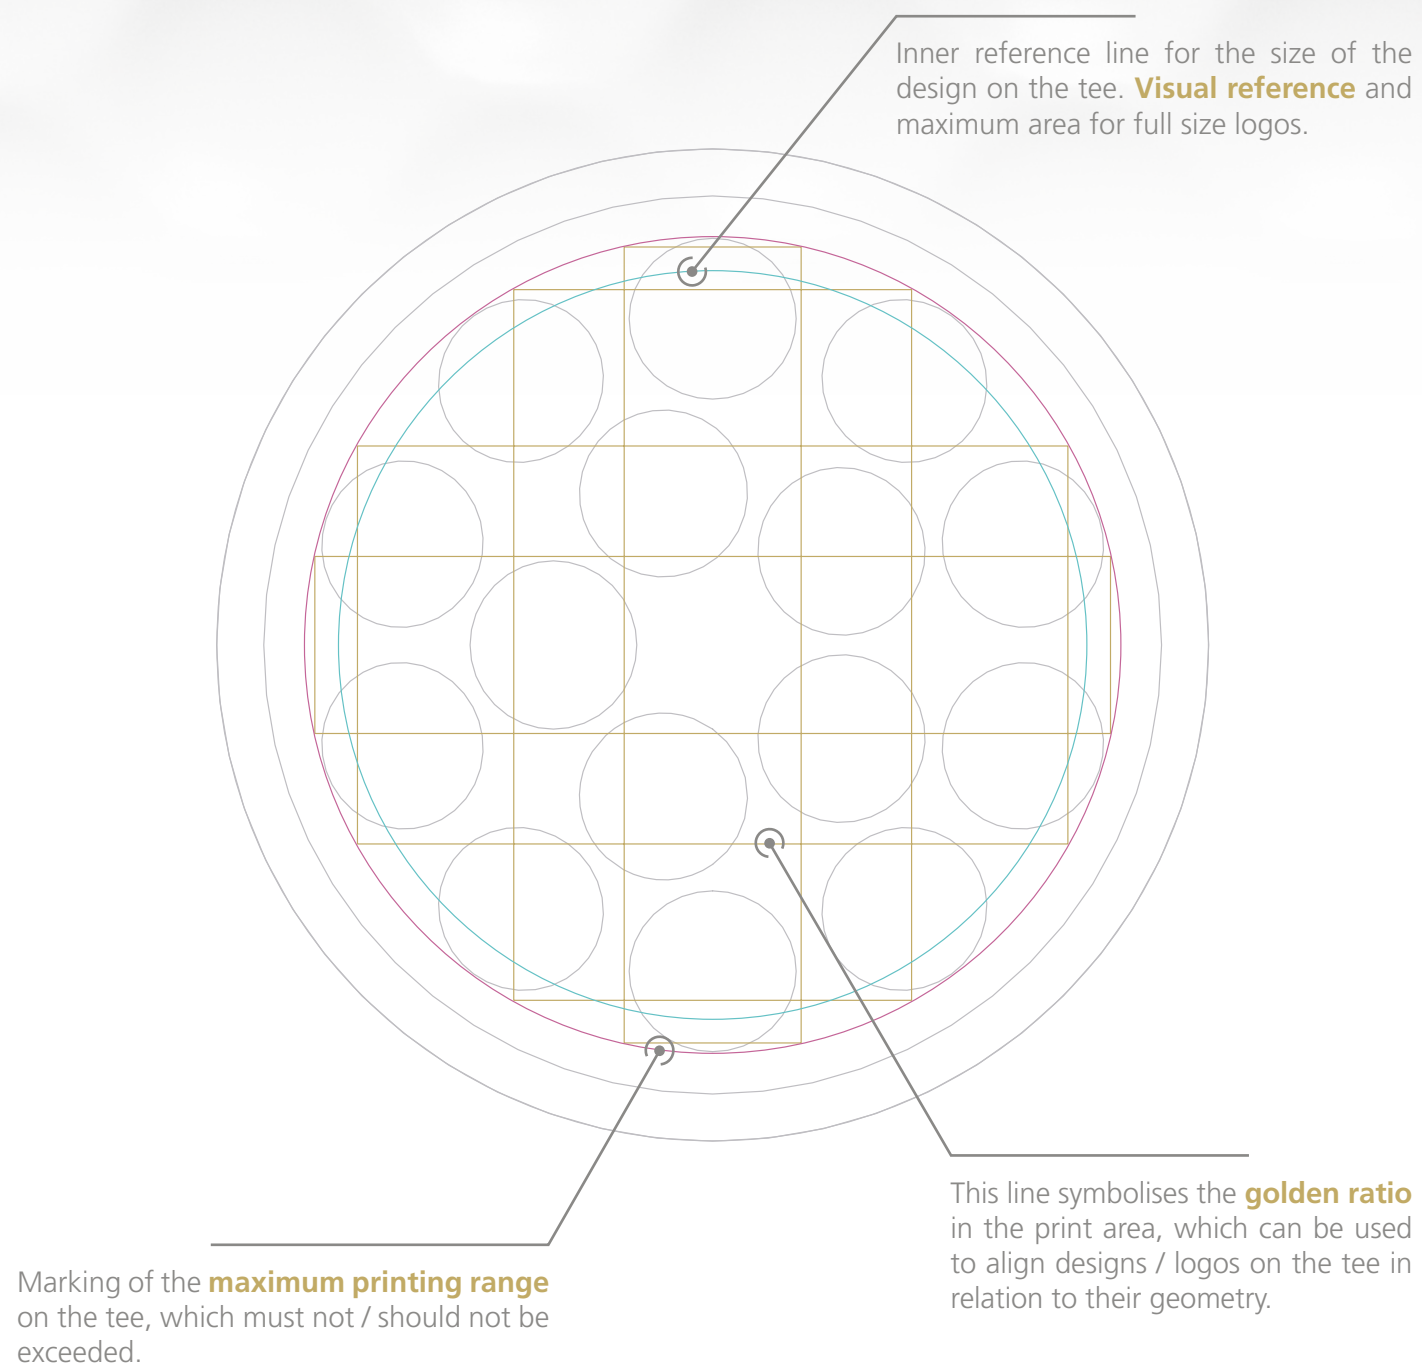 Inner reference line for the size of the
design on the tee. Visual reference and
maximum area for full size logos.
This line symbolises the golden ratio
in the print area, which can be used
to align designs / logos on the tee in
relation to their geometry.
Marking of the maximum printing range
on the tee, which must not / should not be
exceeded.